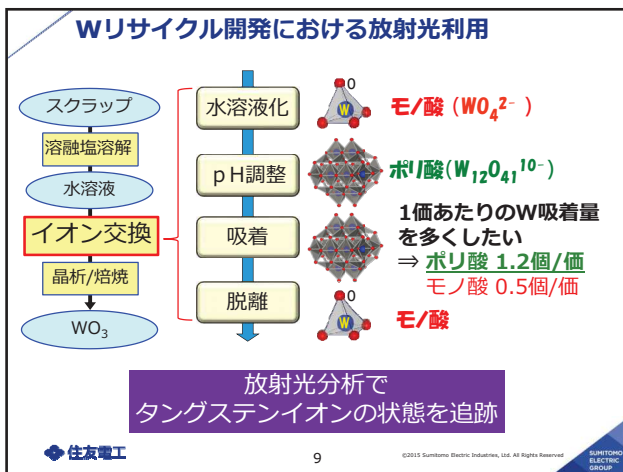 Wリサイクル開発における放射光利用
スクラップ
溶融塩溶解
水溶液
イオン交換
晶析/焙焼
WO₃
水溶液化
pH調整
吸着
脱離
O
W
モノ酸 (WO₄²⁻)
ポリ酸(W₁₂O₄₁¹⁰⁻)
1価あたりのW吸着量
を多くしたい
⇒ ポリ酸 1.2個/価
モノ酸 0.5個/価
O
W
モノ酸
放射光分析で
タングステンイオンの状態を追跡
住友電工
9
©2015 Sumitomo Electric Industries, Ltd. All Rights Reserved
SUMITOMO
ELECTRIC
GROUP